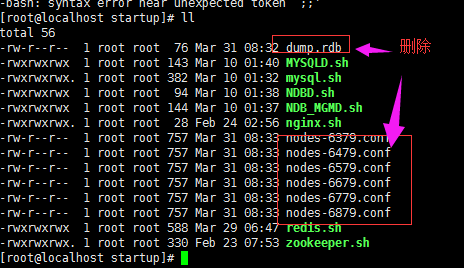 -bash: syntax error near unexpected token `;;'
[root@localhost startup]# ll
total 56
-rw-r--r-- 1 root root 76 Mar 31 08:32 dump.rdb
-rwxrwxrwx 1 root root 143 Mar 10 01:40 MYSQLD.sh
-rwxrwxrwx. 1 root root 382 Mar 10 01:32 mysql.sh
-rwxrwxrwx 1 root root 94 Mar 10 01:38 NDBD.sh
-rwxrwxrwx 1 root root 144 Mar 10 01:37 NDB_MGMD.sh
-rwxrwxrwx. 1 root root 28 Feb 24 02:56 nginx.sh
-rw-r--r-- 1 root root 757 Mar 31 08:33 nodes-6379.conf
-rw-r--r-- 1 root root 757 Mar 31 08:33 nodes-6479.conf
-rw-r--r-- 1 root root 757 Mar 31 08:33 nodes-6579.conf
-rw-r--r-- 1 root root 757 Mar 31 08:33 nodes-6679.conf
-rw-r--r-- 1 root root 757 Mar 31 08:33 nodes-6779.conf
-rw-r--r-- 1 root root 757 Mar 31 08:33 nodes-6879.conf
-rwxrwxrwx 1 root root 588 Mar 29 06:47 redis.sh
-rwxrwxrwx. 1 root root 330 Feb 23 07:53 zookeeper.sh
[root@localhost startup]#
删除